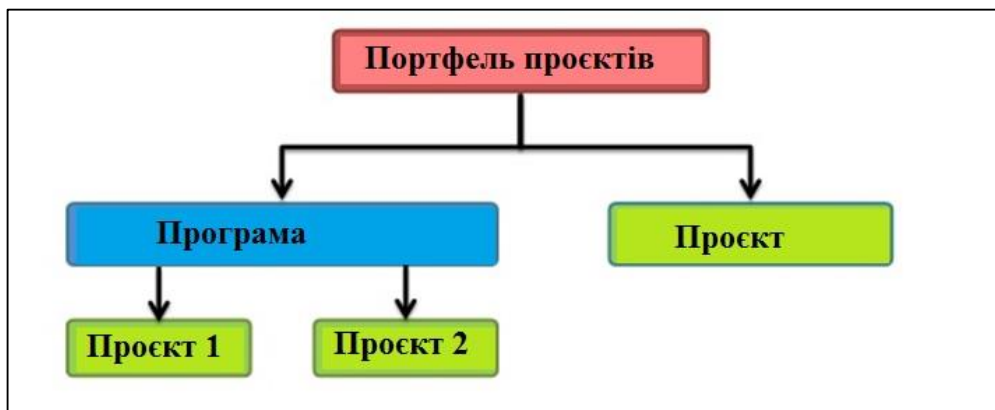 Портфель проєктів
Програма
Проєкт
Проєкт 1
Проєкт 2